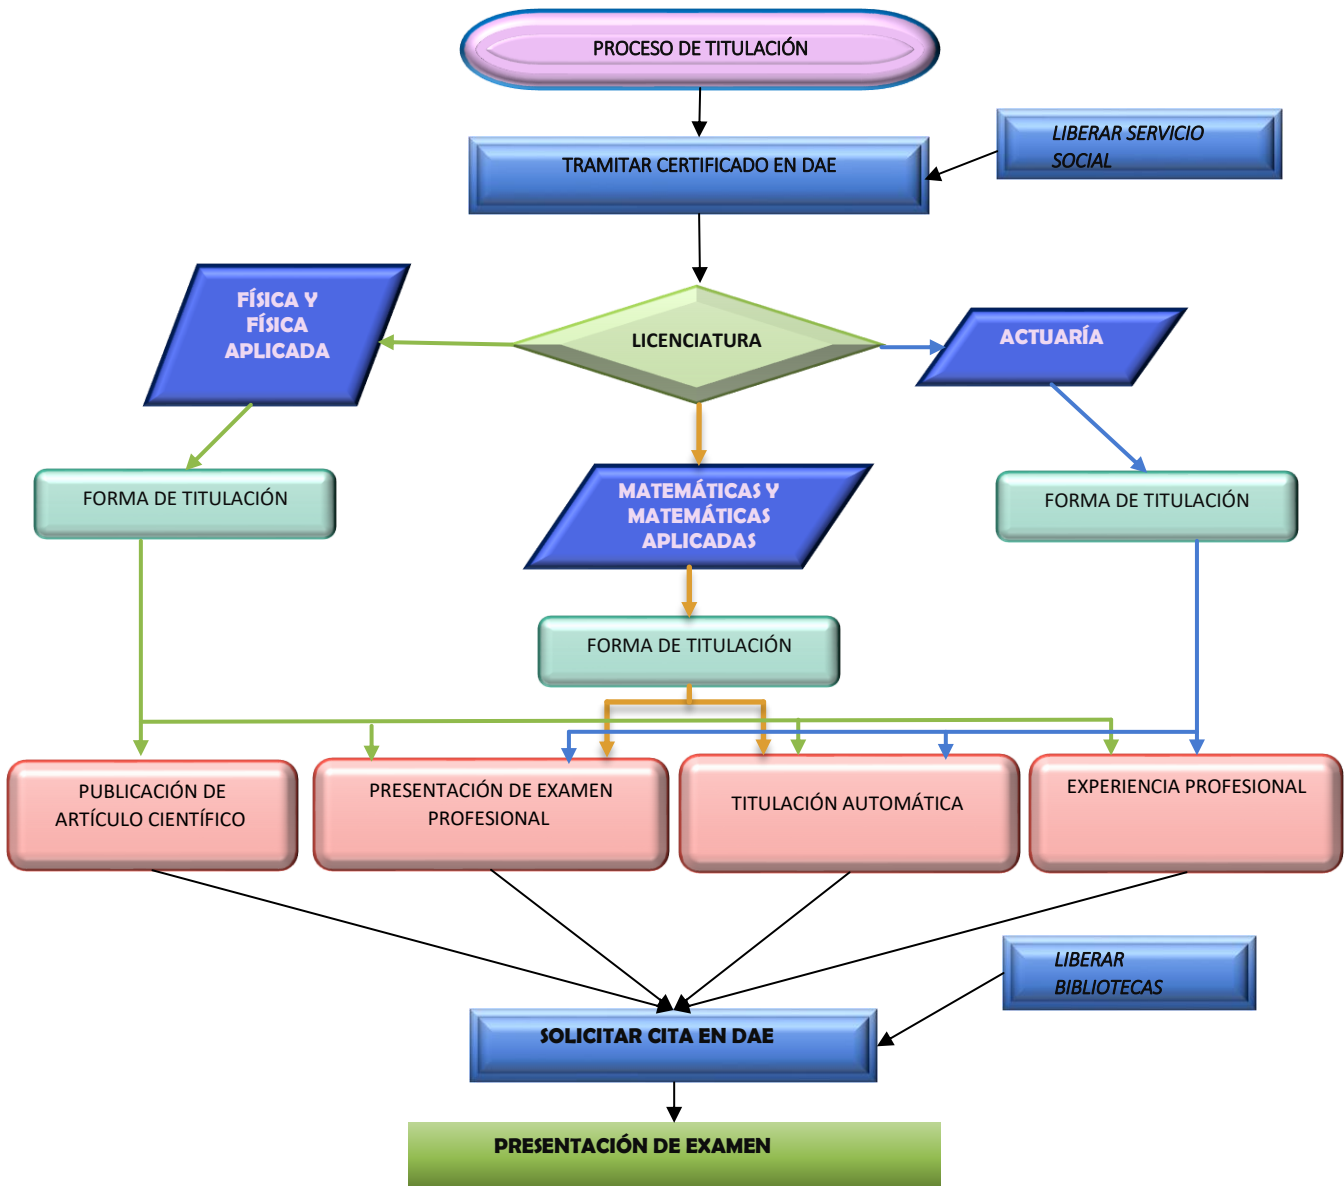 PROCESO DE TITULACIÓN
LIBERAR SERVICIO
SOCIAL
TRAMITAR CERTIFICADO EN DAE
FÍSICA Y
FÍSICA
APLICADA
LICENCIATURA
ACTUARÍA
FORMA DE TITULACIÓN
MATEMÁTICAS Y
MATEMÁTICAS
APLICADAS
FORMA DE TITULACIÓN
FORMA DE TITULACIÓN
PUBLICACIÓN DE
ARTÍCULO CIENTÍFICO
PRESENTACIÓN DE EXAMEN
PROFESIONAL
TITULACIÓN AUTOMÁTICA
EXPERIENCIA PROFESIONAL
LIBERAR
BIBLIOTECAS
SOLICITAR CITA EN DAE
PRESENTACIÓN DE EXAMEN